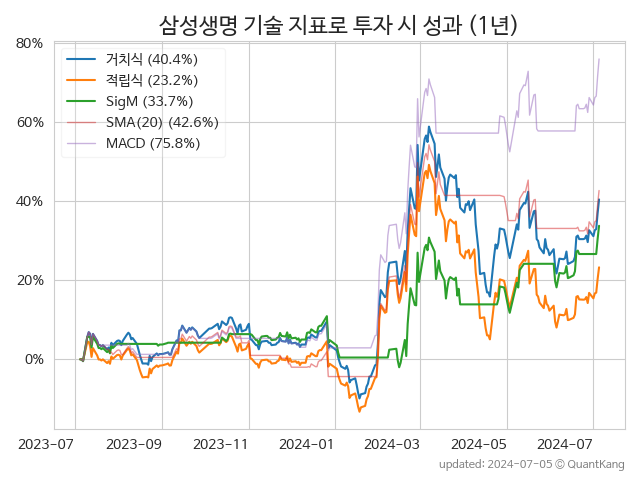 삼성생명 기술 지표로 투자 시 성과 (1년)
80%
60%
40%
20%
0%
거치식 (40.4%)
적립식 (23.2%)
SigM (33.7%)
SMA(20) (42.6%)
MACD (75.8%)
2023-07 2023-09 2023-11 2024-01 2024-03 2024-05 2024-07
updated: 2024-07-05 © QuantKang